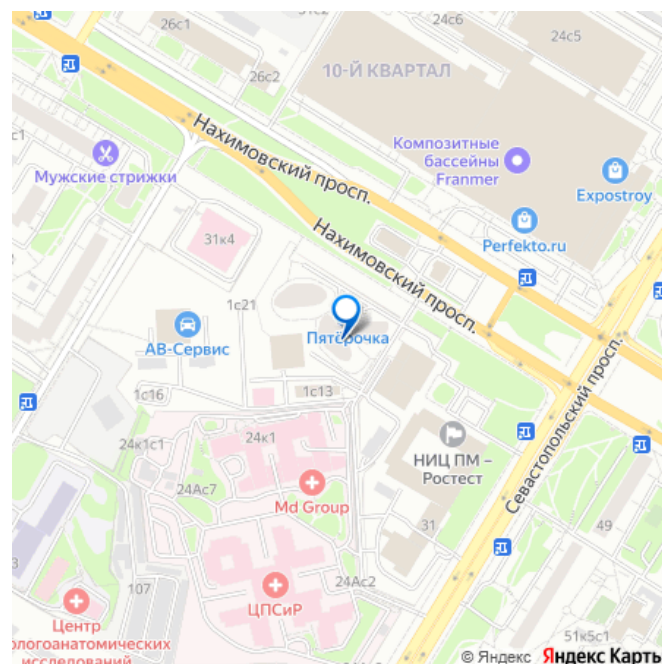 26с1
24с6
24с5
26с2
10-Й КВАРТАЛ
Нахимовский просп.
Композитные
бассейны
Franmer
Мужские стрижки
Expostroy
31к4
Perfekto.ru
Нахимовский просп.
1с21
Пятёрочка
АВ-Сервис
1с16
1с13
Севастопольский просп.
24к1с1
24к1
НИЦ ПМ –
Ростест
24Ас7
Md Group
31
49
24Ас2
107
ЦПСиР
Центр
ологоанатомических
исследований
51к5с1
© Яндекс Яндекс Карты